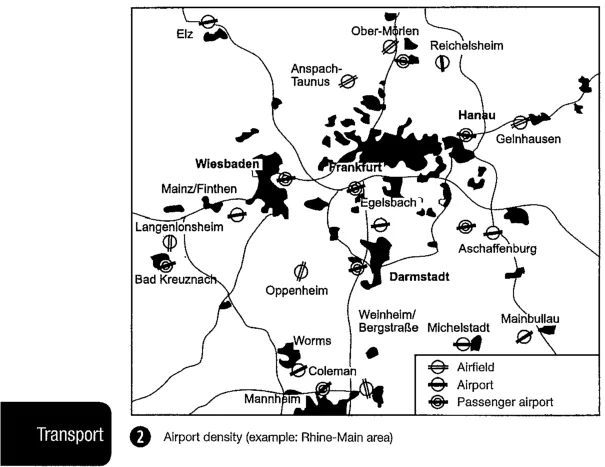 Elz
Ober-Mörlen
Reichelsheim
Anspach-
Taunus
Hanau
Gelnhausen
Wiesbaden
Frankfurt
Mainz/Finthen
Egelsbach
Langenlonsheim
Aschaffenburg
Bad Kreuznach
Oppenheim
Darmstadt
Weinheim/
Bergstraße
Michelstadt
Mainbullau
Worms
Coleman
Mannheim
Airfield
Airport
Passenger airport
Transport
2 Airport density (example: Rhine-Main area)